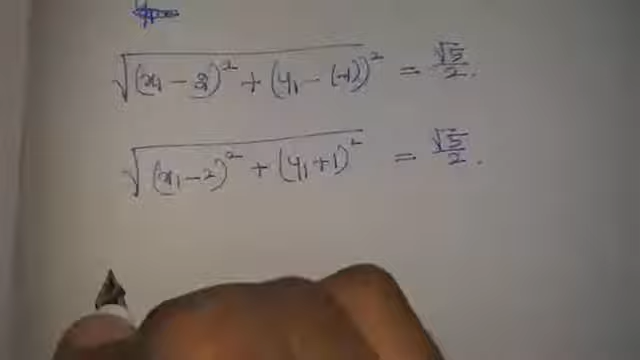 √(x₁ - 2)² + (y₁ - (-1))² = √5/2.
√(x₁ - 2)² + (y₁ + 1)² = √5/2.